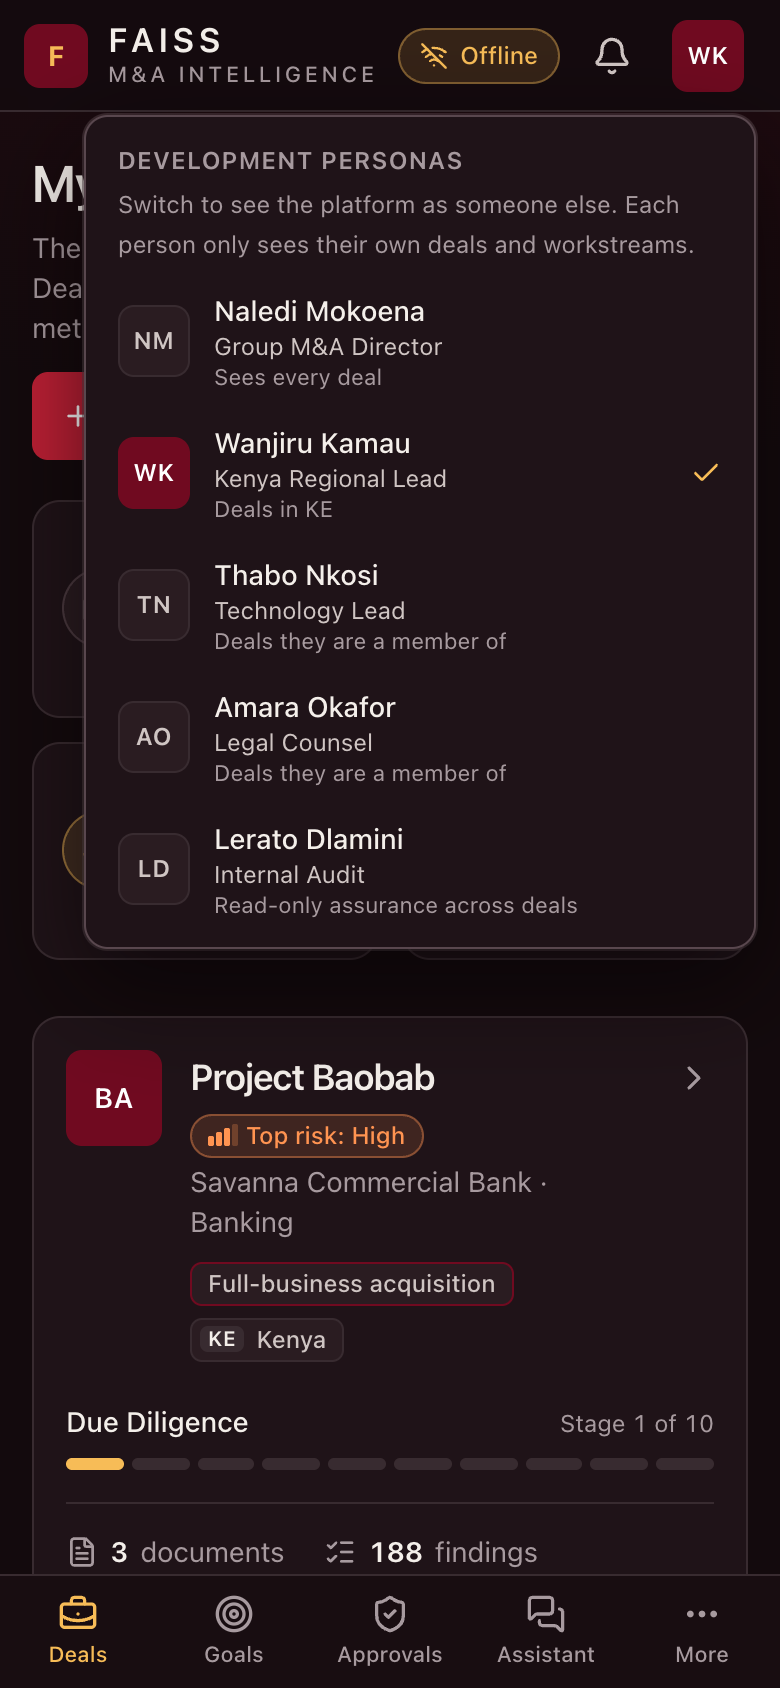 F
FAISS
M&A INTELLIGENCE
Offline
WK
My
The
Dea
met
+
DEVELOPMENT PERSONAS
Switch to see the platform as someone else. Each
person only sees their own deals and workstreams.
NM
Naledi Mokoena
Group M&A Director
Sees every deal
WK
Wanjiru Kamau
Kenya Regional Lead
Deals in KE
TN
Thabo Nkosi
Technology Lead
Deals they are a member of
AO
Amara Okafor
Legal Counsel
Deals they are a member of
LD
Lerato Dlamini
Internal Audit
Read-only assurance across deals
BA
Project Baobab
Top risk: High
Savanna Commercial Bank ·
Banking
Full-business acquisition
KE Kenya
Due Diligence
Stage 1 of 10
3 documents
188 findings
Deals
Goals
Approvals
Assistant
More